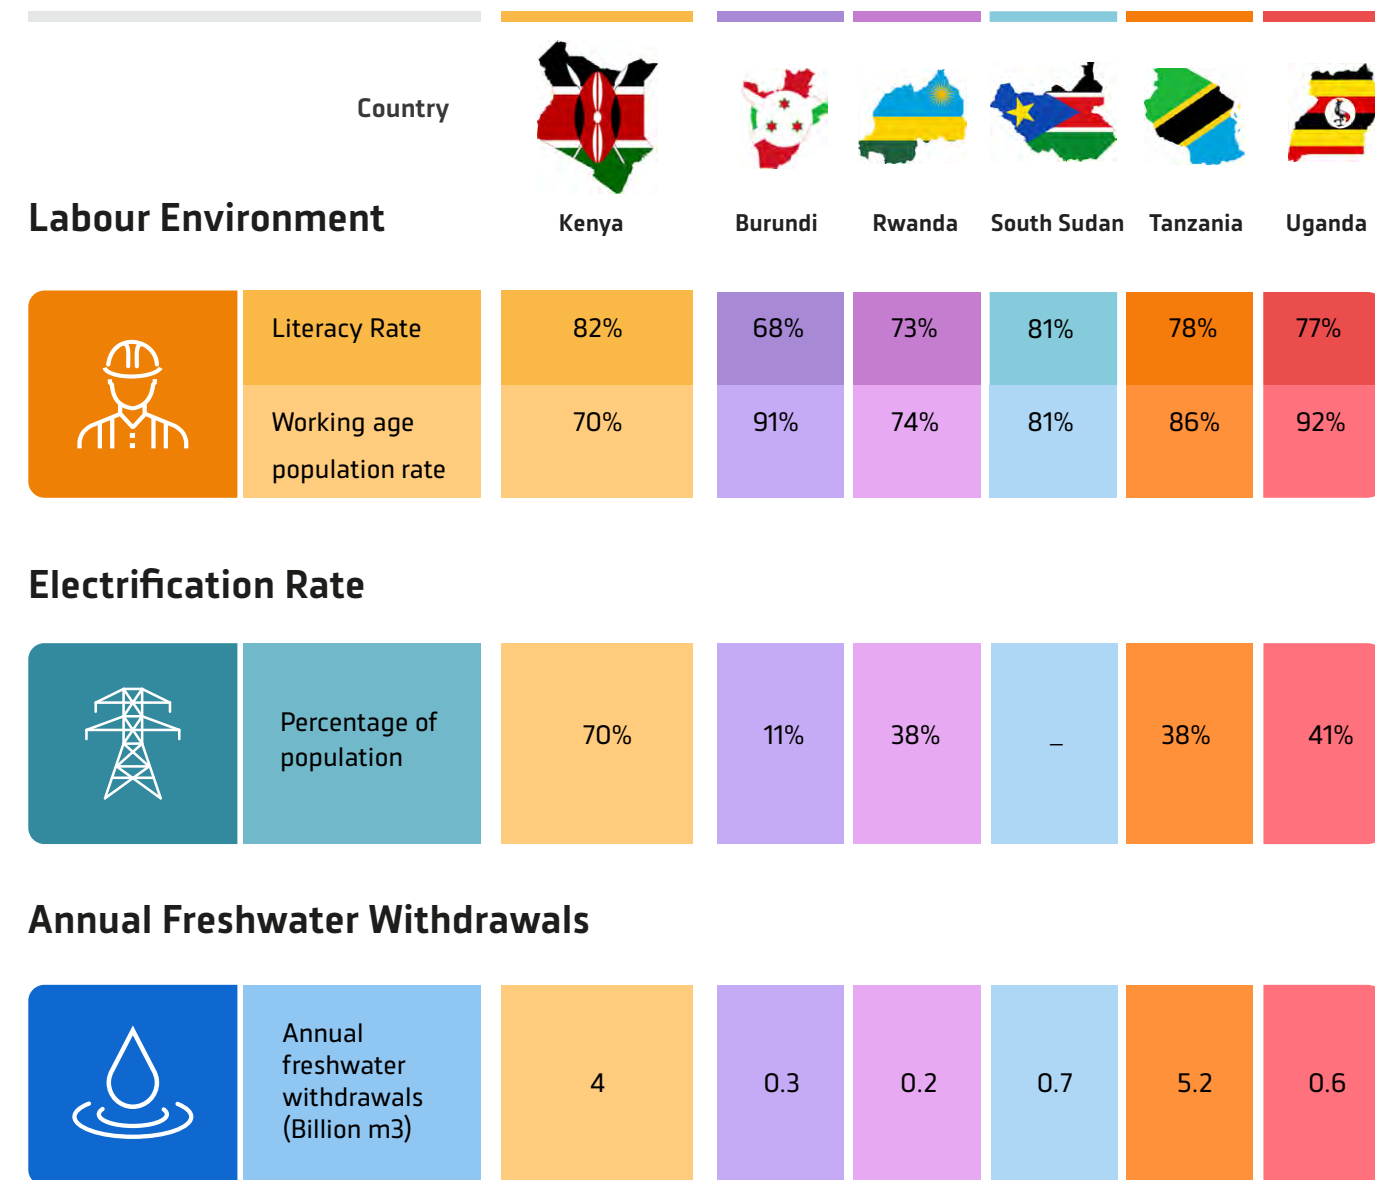 Country
Labour Environment
Kenya Burundi Rwanda South Sudan Tanzania Uganda
Literacy Rate 82% 68% 73% 81% 78% 77%
Working age 70% 91% 74% 81% 86% 92%
population rate
Electrification Rate
Percentage of
population
70% 11% 38% _ 38% 41%
Annual Freshwater Withdrawals
Annual
freshwater
withdrawals
(Billion m3)
4 0.3 0.2 0.7 5.2 0.6